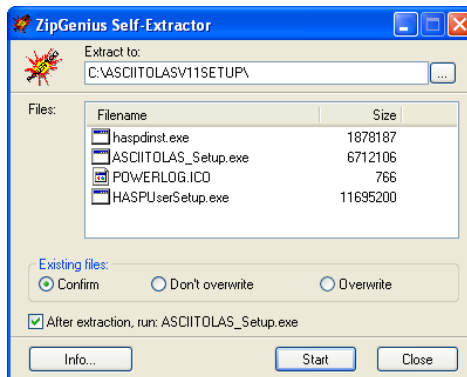 ZipGenius Self-Extractor
Extract to:
C:\ASCIITOLASV11SETUP\
...
Files:
Filename Size
haspdinst.exe 1878187
ASCIITOLAS_Setup.exe 6712106
POWERLOG.ICO 766
HASPUserSetup.exe 11695200
Existing files:
Confirm Don't overwrite Overwrite
After extraction, run: ASCIITOLAS_Setup.exe
Info... Start Close